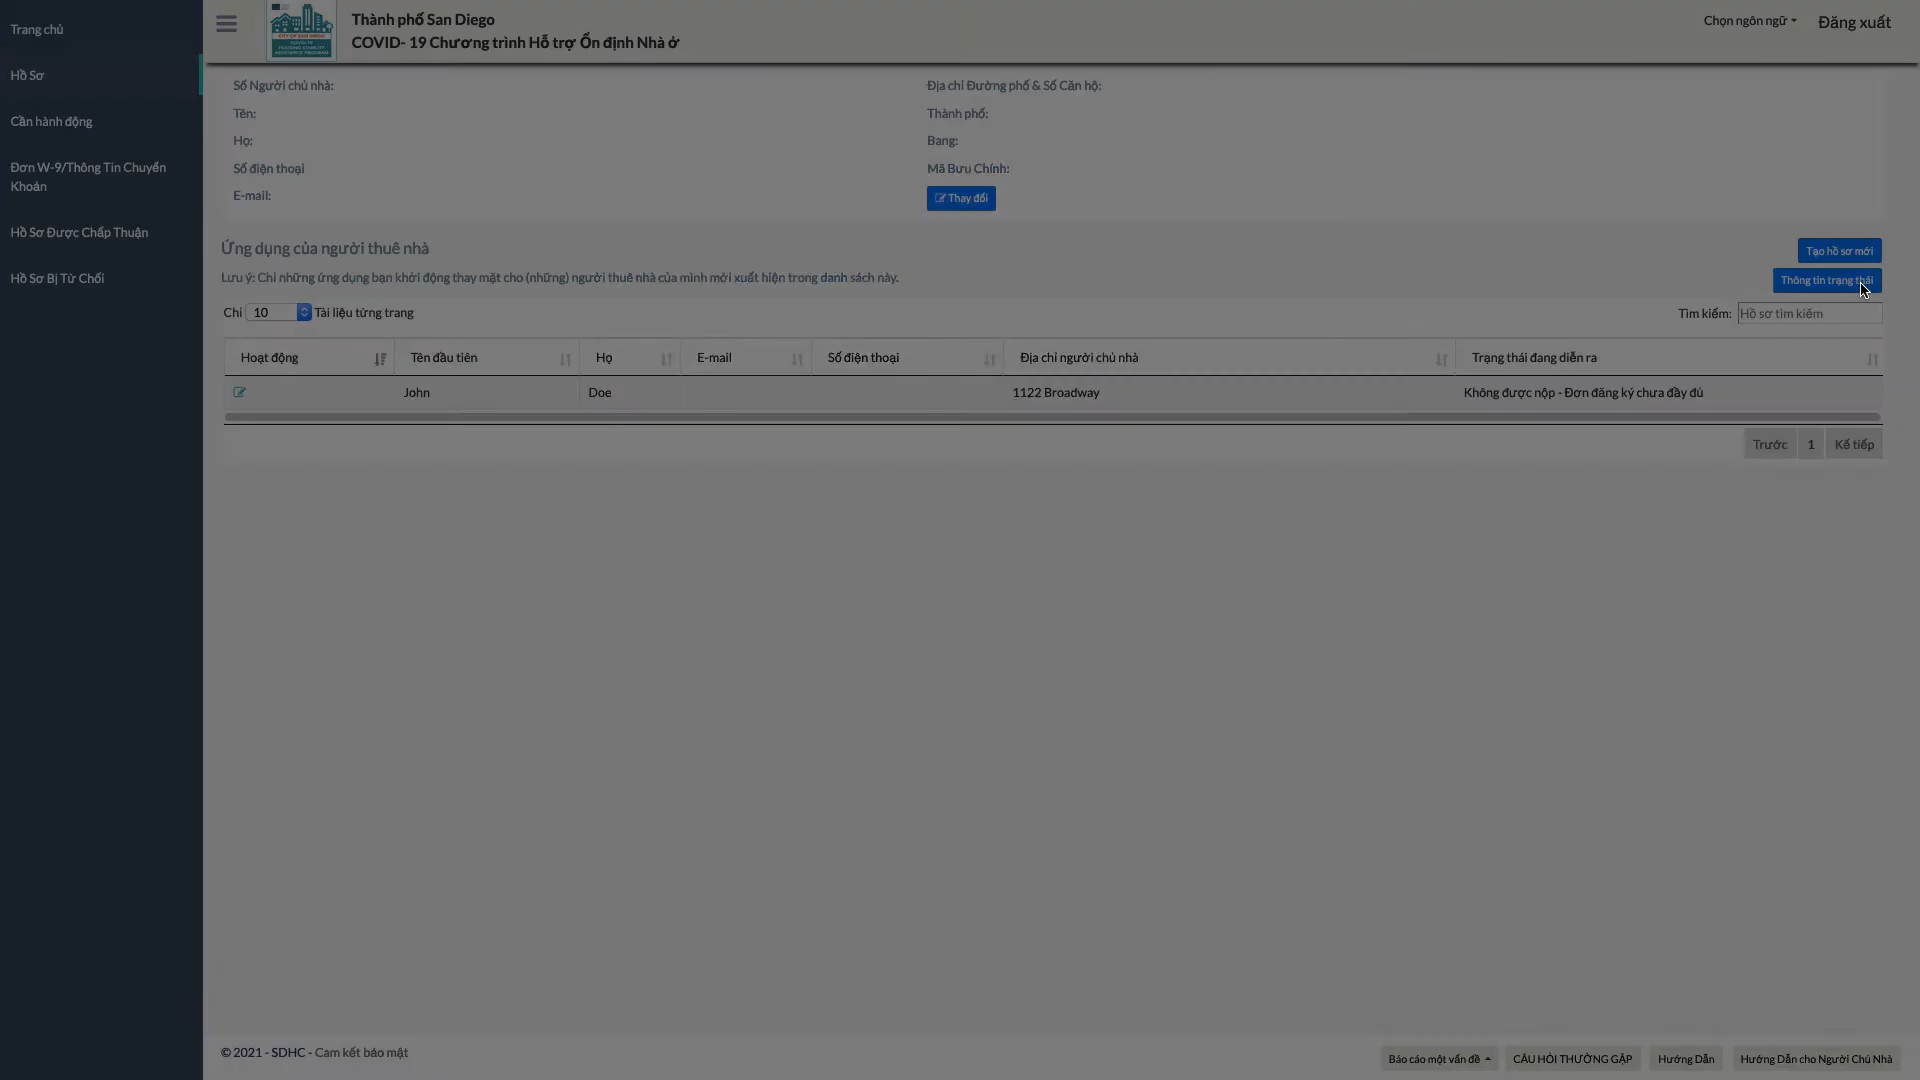 Trang chủ
Hồ Sơ
Cần hành động
Đơn W-9/Thông Tin Chuyển
Khoản
Hồ Sơ Được Chấp Thuận
Hồ Sơ Bị Từ Chối
Thành phố San Diego
COVID- 19 Chương trình Hỗ trợ Ổn định Nhà ở
Chọn ngôn ngữ
Đăng xuất
Số Người chủ nhà:
Tên:
Họ:
Số điện thoại
E-mail:
Địa chỉ Đường phố & Số Căn hộ:
Thành phố:
Bang:
Mã Bưu Chính:
Thay đổi
Ứng dụng của người thuê nhà
Tạo hồ sơ mới
Lưu ý: Chỉ những ứng dụng bạn khởi động thay mặt cho (những) người thuê nhà của mình mới xuất hiện trong danh sách này.
Thông tin trạng thái
Chỉ 10 Tài liệu từng trang
Tìm kiếm: Hồ sơ tìm kiếm
Hoạt động Tên đầu tiên Họ E-mail Số điện thoại Địa chỉ người chủ nhà Trạng thái đang diễn ra
John Doe 1122 Broadway Không được nộp - Đơn đăng ký chưa đầy đủ
Trước 1 Kế tiếp
© 2021 - SDHC - Cam kết bảo mật
Báo cáo một vấn đề CÂU HỎI THƯỜNG GẶP Hướng Dẫn Hướng Dẫn cho Người Chủ Nhà